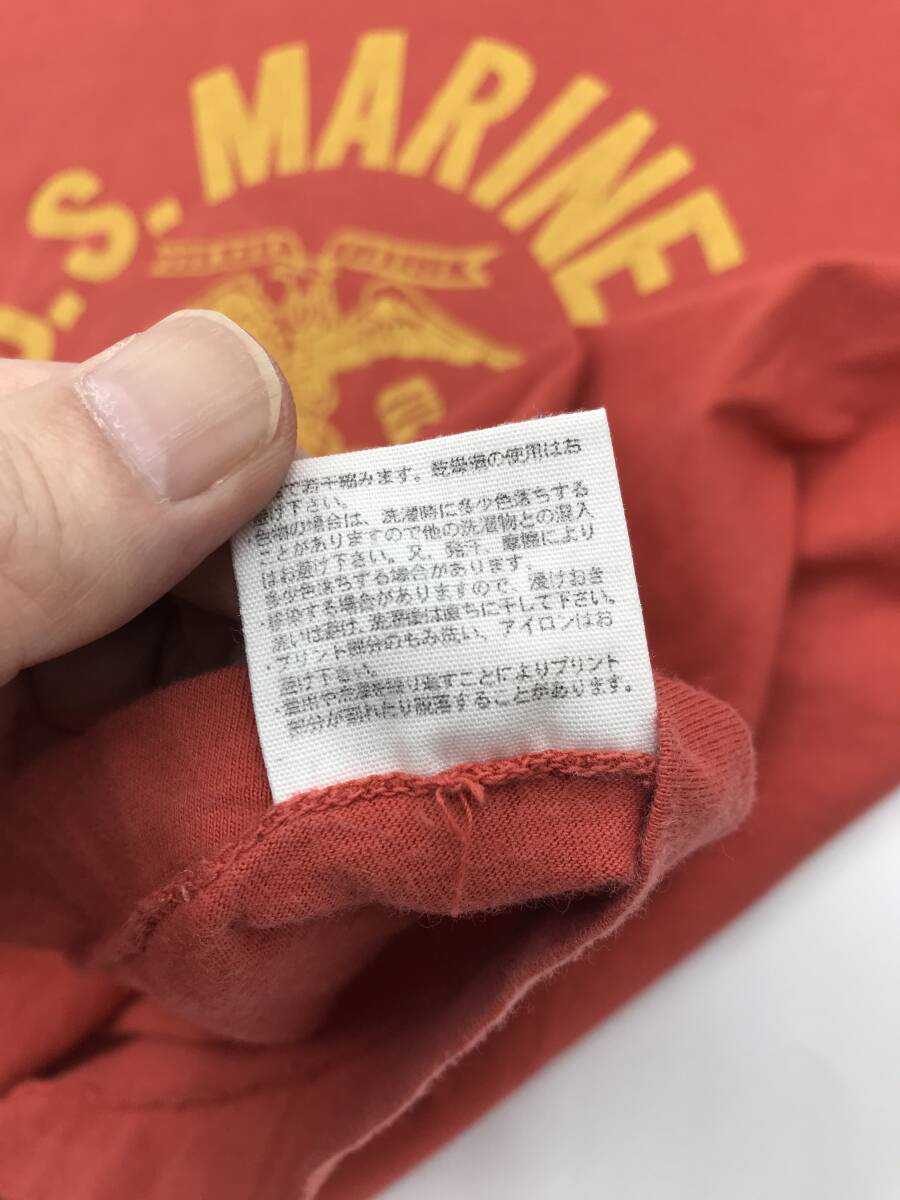 U.S. MARINE
で若干縮みます。乾燥機の使用はお
避け下さい。
色物の場合は、洗濯時に多少色落ちする
ことがありますので他の洗濯物との混入
はお避け下さい。又、発汗、摩擦により
多少色落ちする場合があります。
移染する場合がありますので、漬けおき
洗いは避け、洗濯後は直ちに干して下さい。
・プリント部分のもみ洗い、アイロンはお
避け下さい。
・着用や洗濯を繰り返すことによりプリント
部分が割れたり脱落することがあります。